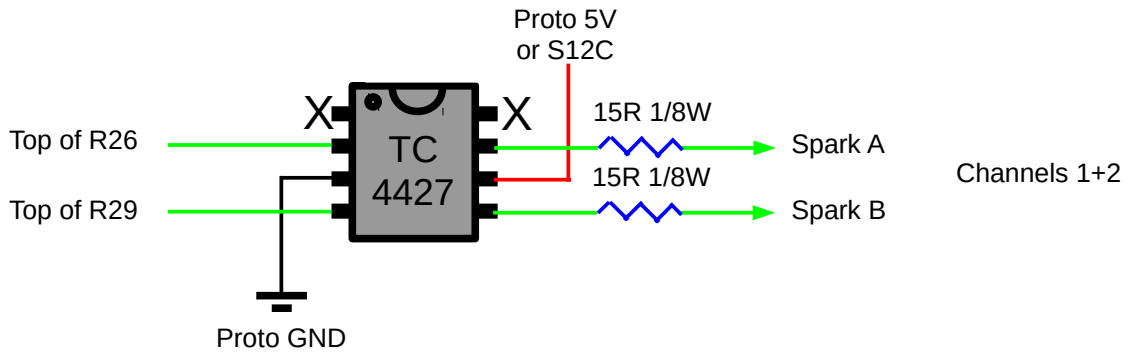 Proto 5V
or S12C
X
X
15R 1/8W
Top of R26
TC
4427
Spark A
15R 1/8W
Channels 1+2
Top of R29
Spark B
Proto GND